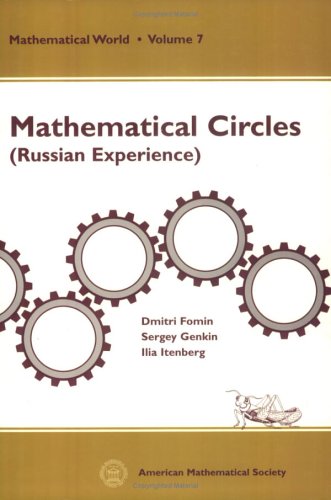 Mathematical World • Volume 7
Mathematical Circles
(Russian Experience)
Dmitri Fomin
Sergey Genkin
Ilia Itenberg
American Mathematical Society